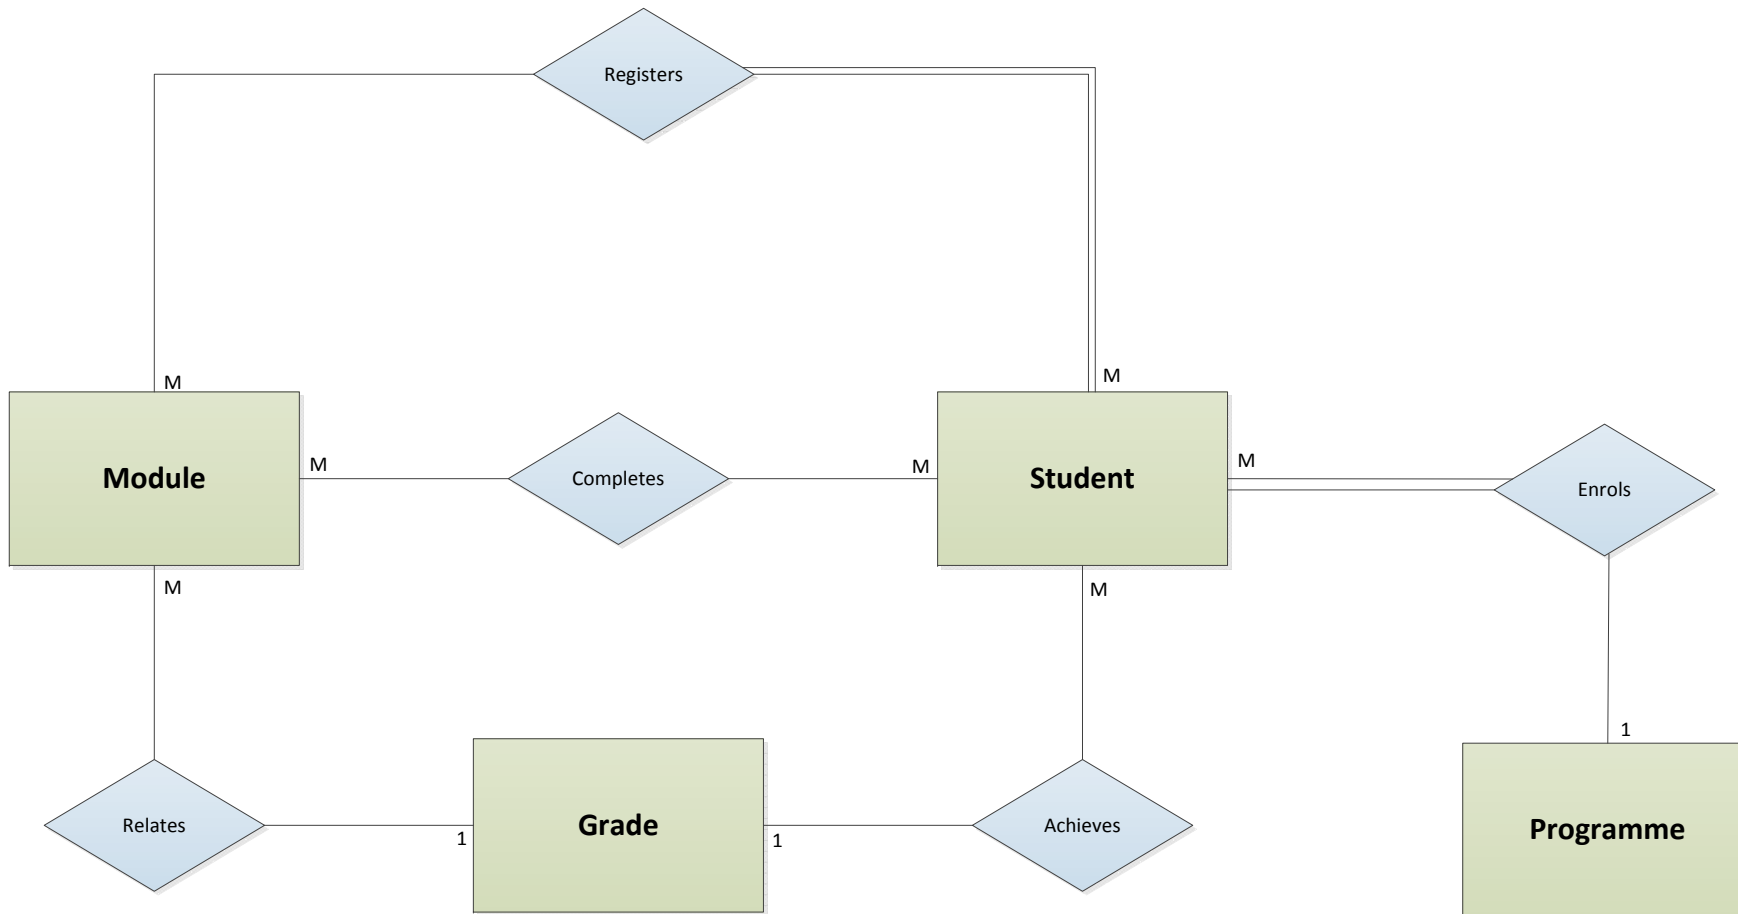 Registers
M
M
Module
M
Completes
M
Student
M
Enrols
M
M
1
Relates
1
Grade
1
Achieves
Programme